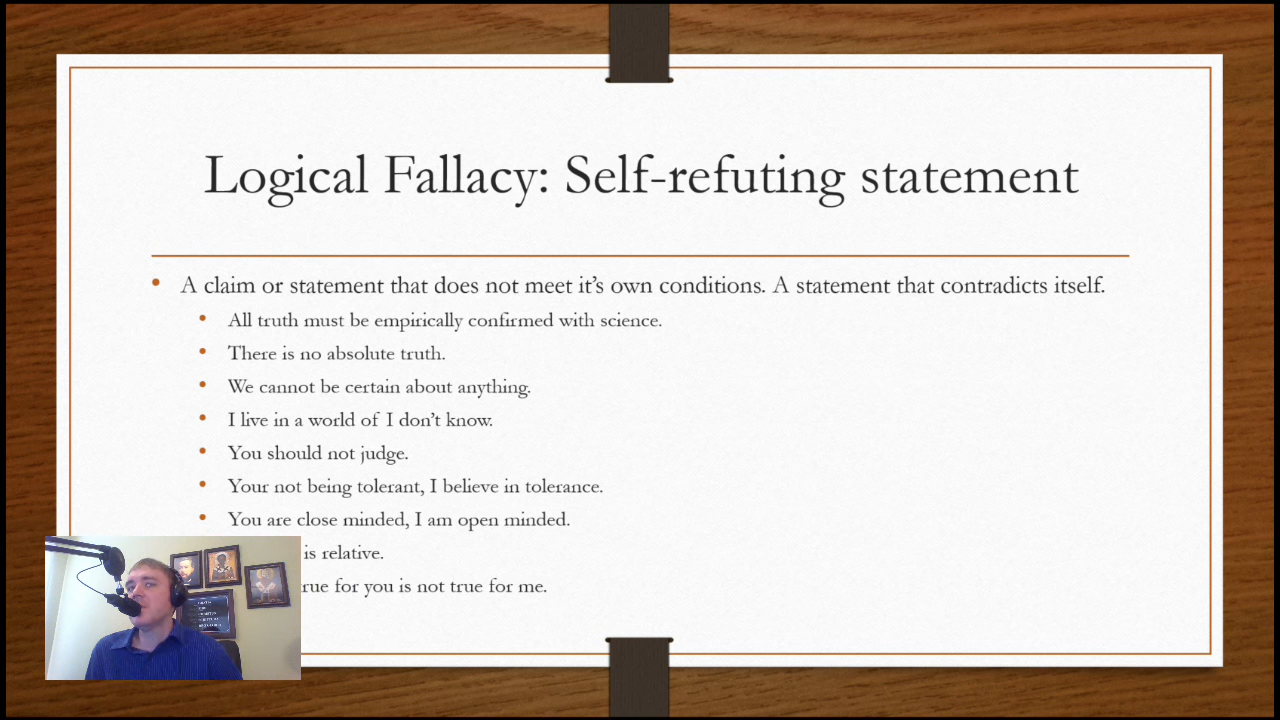 Logical Fallacy: Self-refuting statement
A claim or statement that does not meet it’s own conditions. A statement that contradicts itself.
All truth must be empirically confirmed with science.
There is no absolute truth.
We cannot be certain about anything.
I live in a world of I don’t know.
You should not judge.
Your not being tolerant, I believe in tolerance.
You are close minded, I am open minded.
is relative.
for you is not true for me.